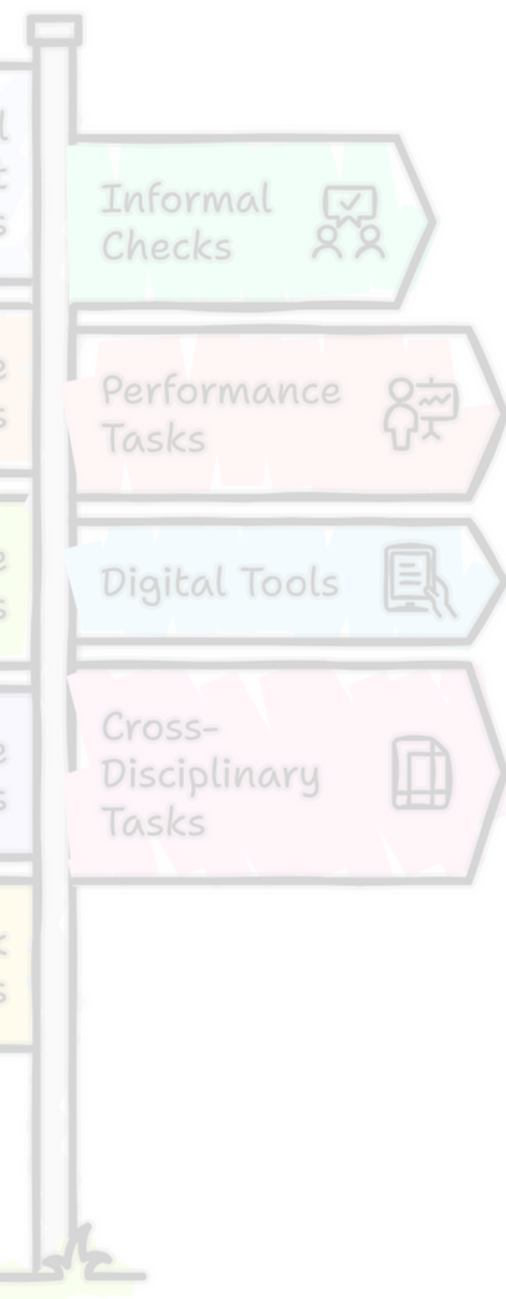 Informal
Checks
Performance
Tasks
Digital Tools
Cross-
Disciplinary
Tasks